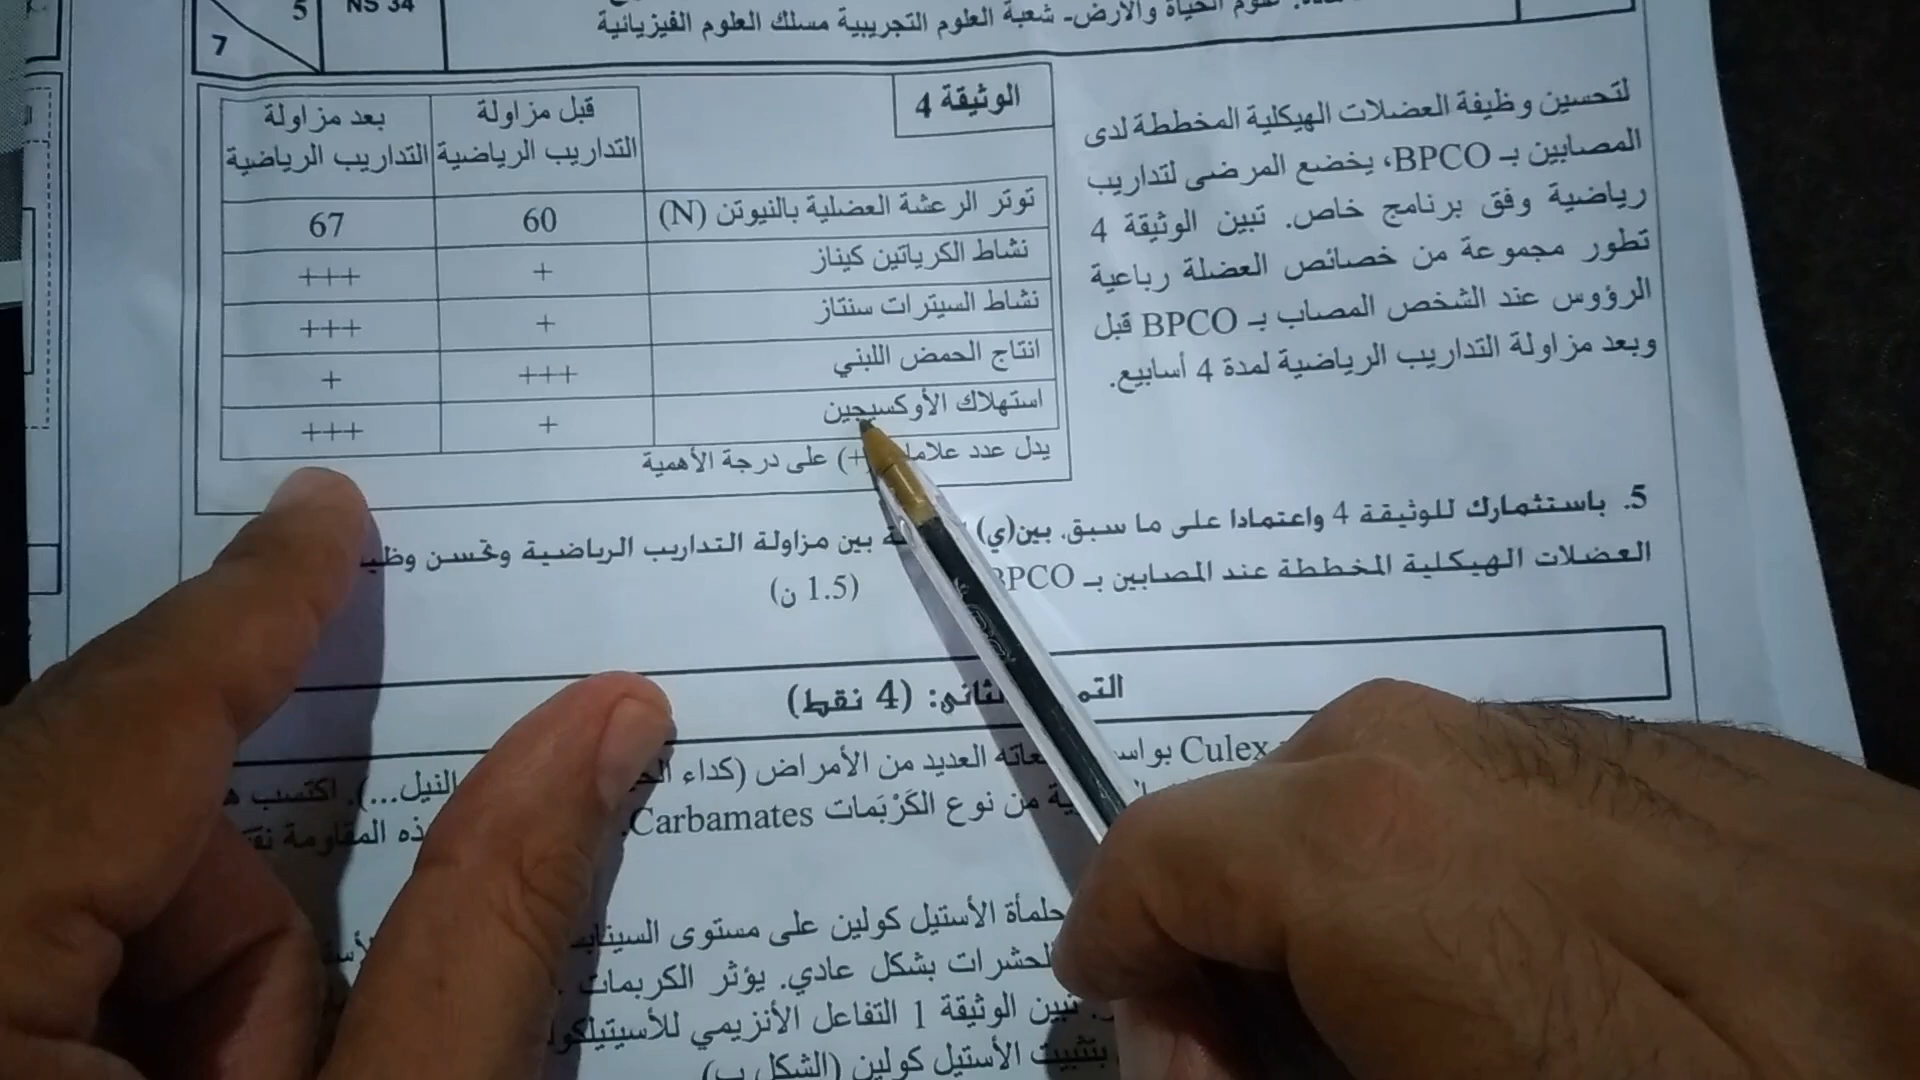 5
7
NS 34
علوم الحياة والأرض- شعبة العلوم التجريبية مسلك العلوم الفيزيائية
لتحسين وظيفة العضلات الهيكلية المخططة لدى
المصابين بـ BPCO، يخضع المرضى لتداريب
رياضية وفق برنامج خاص. تبين الوثيقة 4
تطور مجموعة من خصائص العضلة رباعية
الرؤوس عند الشخص المصاب بـ BPCO قبل
وبعد مزاولة التداريب الرياضية لمدة 4 أسابيع.
الوثيقة 4
قبل مزاولة التداريب الرياضية
بعد مزاولة التداريب الرياضية
توتر الرعشة العضلية بالنيوتن (N) 60 67
نشاط الكرياتين كيناز + +++
نشاط السيترات سنتاز + +++
انتاج الحمض اللبني +++ +
استهلاك الأوكسيجين + +++
يدل عدد (+) على درجة الأهمية
5. باستثمارك للوثيقة 4 واعتمادا على ما سبق. بين(ي) بين مزاولة التداريب الرياضية وتحسن
العضلات الهيكلية المخططة عند المصابين بـ BPCO
(1.5 ن)
(4 نقط)
Culex العديد من الأمراض (كداء النيل...). اكتسب
من نوع الكَرْبَمات Carbamates. المقاومة
حلمأة الأستيل كولين على مستوى
الحشرات بشكل عادي. يؤثر الكربمات
تبين الوثيقة 1 التفاعل الأنزيمي
بتثبيت الأستيل كولين (الشكل ب)